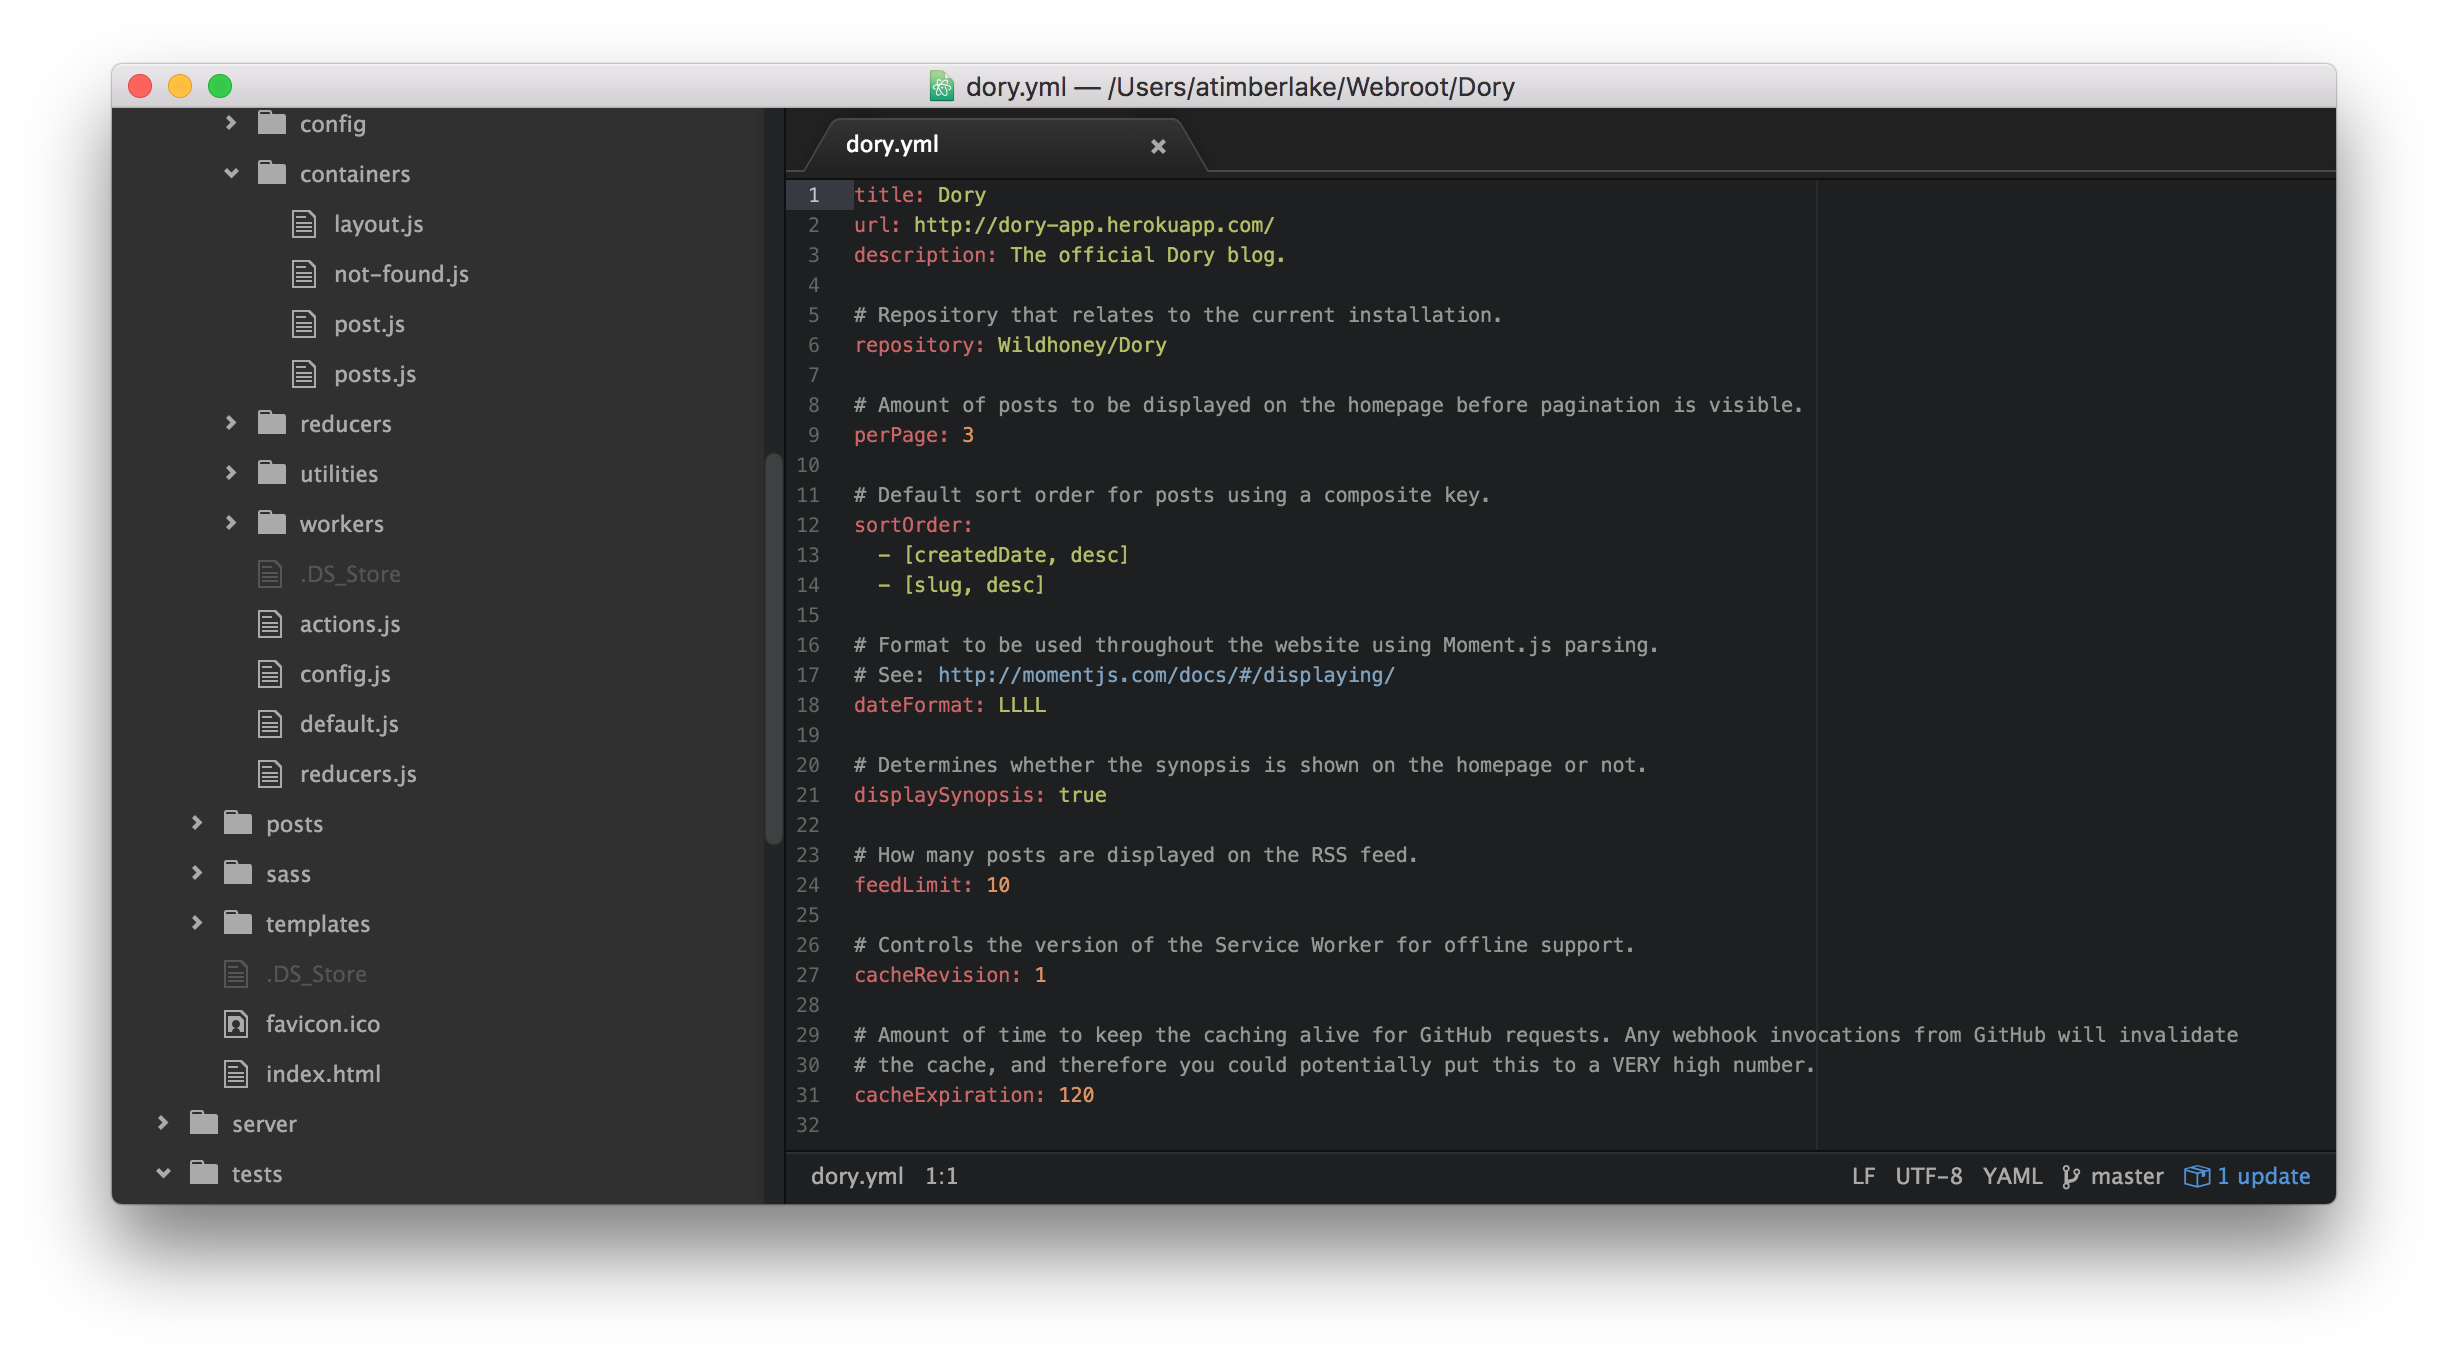 dory.yml — /Users/atimberlake/Webroot/Dory
config
containers
layout.js
not-found.js
post.js
posts.js
reducers
utilities
workers
.DS_Store
actions.js
config.js
default.js
reducers.js
posts
sass
templates
.DS_Store
favicon.ico
index.html
server
tests
dory.yml
1 title: Dory
2 url: http://dory-app.herokuapp.com/
3 description: The official Dory blog.
4
5 # Repository that relates to the current installation.
6 repository: Wildhoney/Dory
7
8 # Amount of posts to be displayed on the homepage before pagination is visible.
9 perPage: 3
10
11 # Default sort order for posts using a composite key.
12 sortOrder:
13   - [createdDate, desc]
14   - [slug, desc]
15
16 # Format to be used throughout the website using Moment.js parsing.
17 # See: http://momentjs.com/docs/#/displaying/
18 dateFormat: LLLL
19
20 # Determines whether the synopsis is shown on the homepage or not.
21 displaySynopsis: true
22
23 # How many posts are displayed on the RSS feed.
24 feedLimit: 10
25
26 # Controls the version of the Service Worker for offline support.
27 cacheRevision: 1
28
29 # Amount of time to keep the caching alive for GitHub requests. Any webhook invocations from GitHub will invalidate
30 # the cache, and therefore you could potentially put this to a VERY high number.
31 cacheExpiration: 120
32
dory.yml 1:1 LF UTF-8 YAML master 1 update